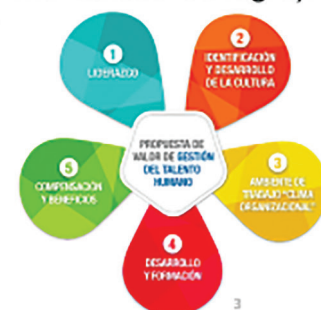 1
LIDERAZGO
2
IDENTIFICACIÓN
Y DESARROLLO
DE LA CULTURA
PROPUESTA DE
VALOR DE GESTIÓN
DEL TALENTO
HUMANO
3
AMBIENTE DE
TRABAJO "CLIMA
ORGANIZACIONAL"
4
DESARROLLO
Y FORMACIÓN
5
COMPENSACIÓN
Y BENEFICIOS
3